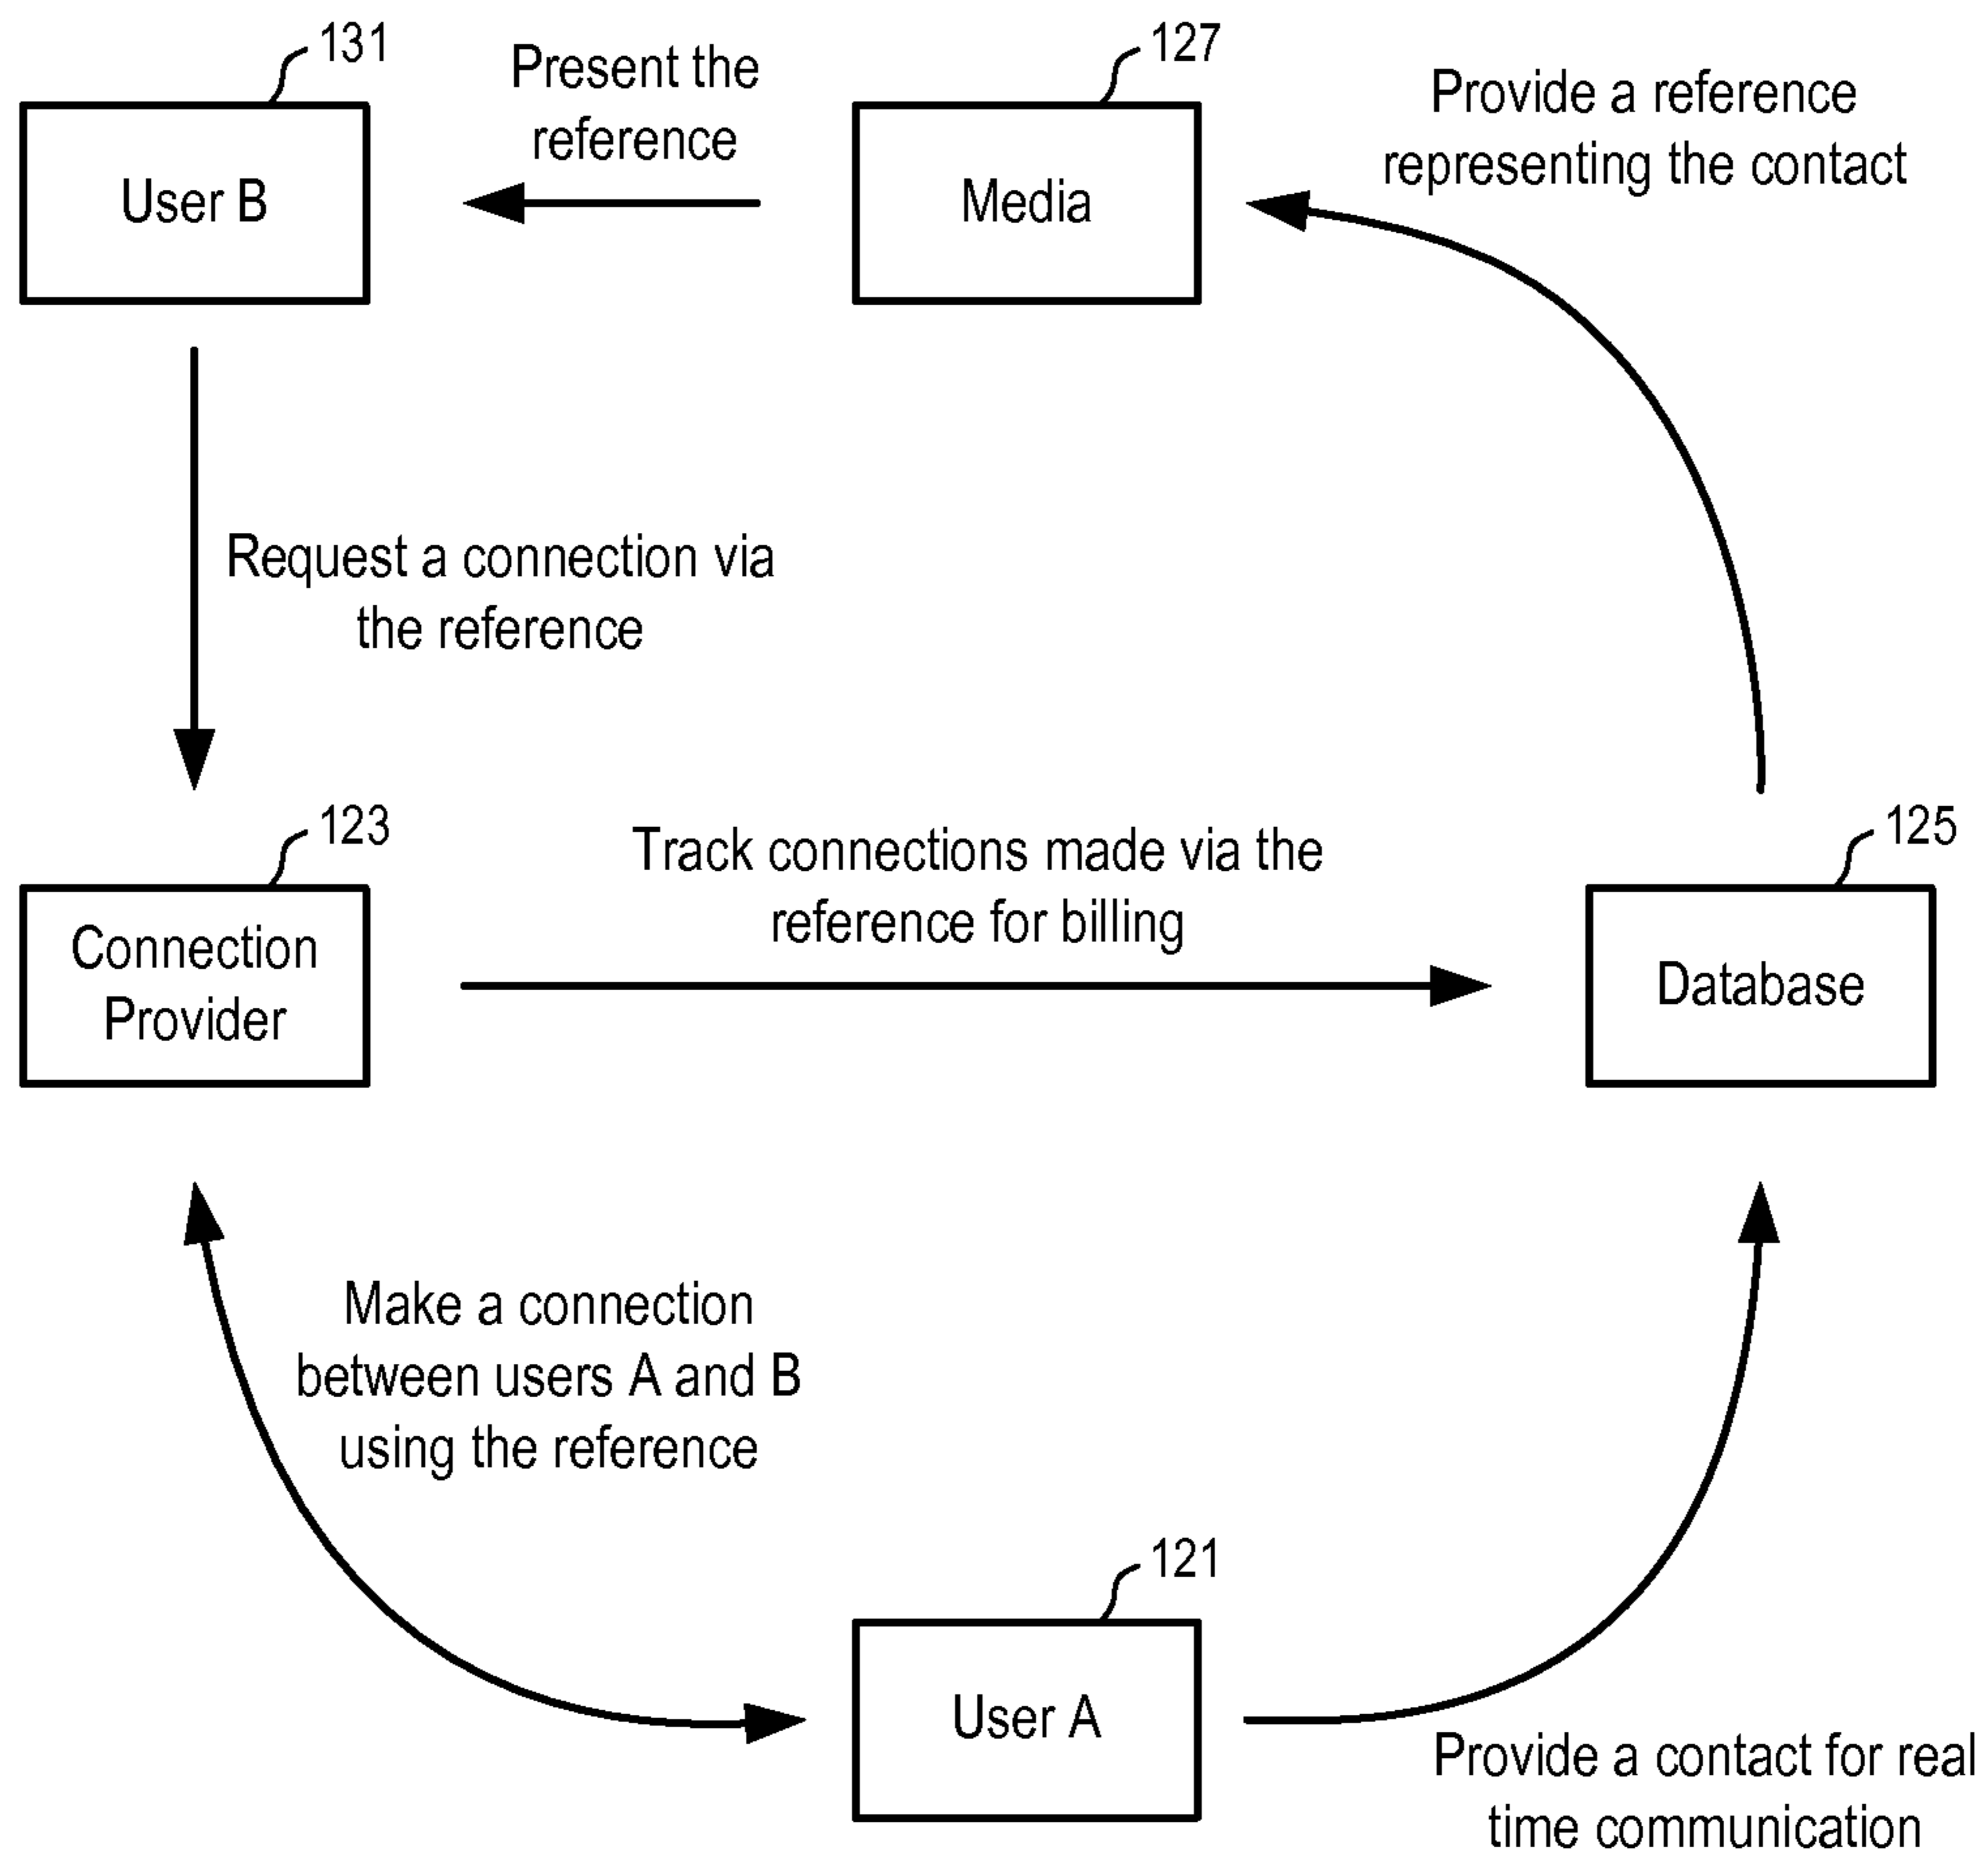 131
Present the
reference
127
Provide a reference
representing the contact
User B
Media
Request a connection via
the reference
123
Track connections made via the
reference for billing
125
Connection
Provider
Database
Make a connection
between users A and B
using the reference
121
User A
Provide a contact for real
time communication